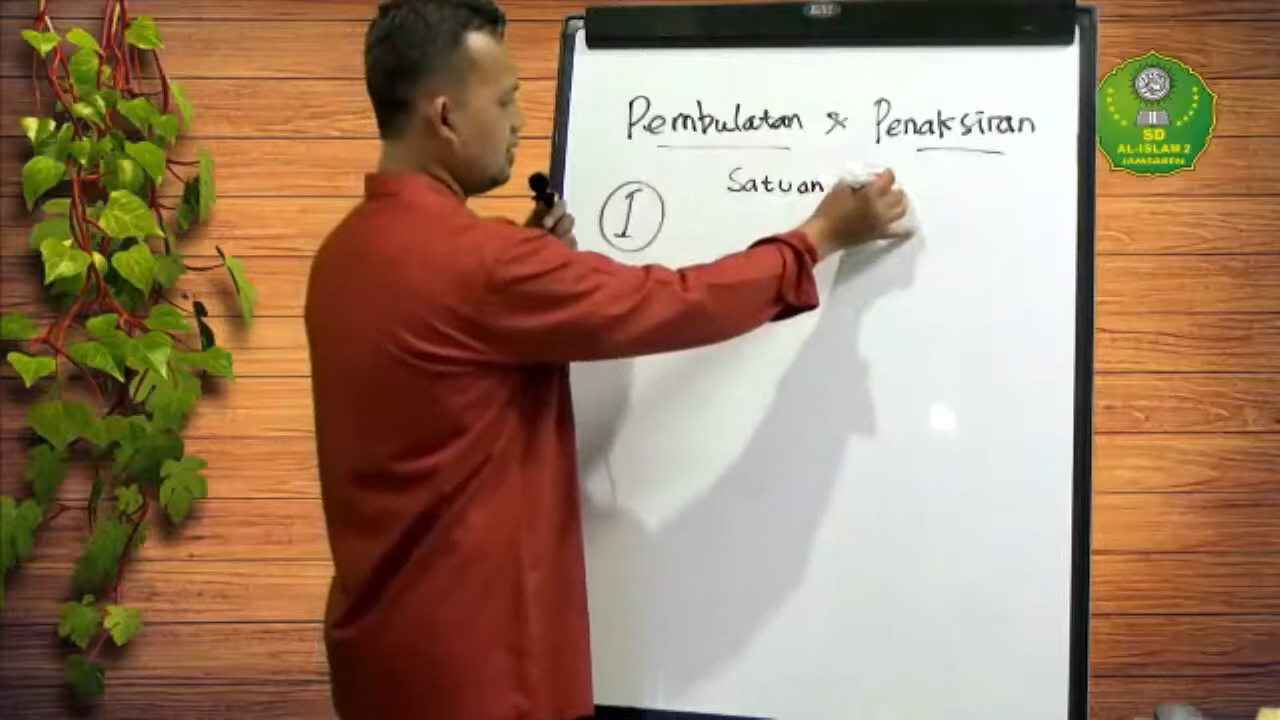 Pembulatan & Penaksiran
Satuan
I
SD
AL-ISLAM 2
JAMSAREN